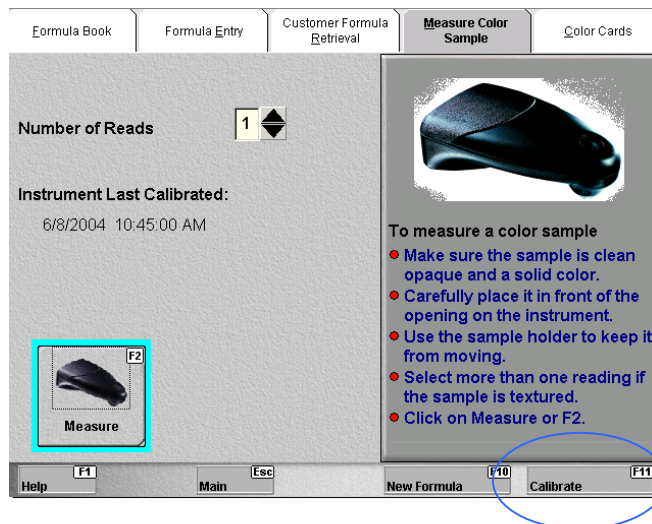 Formula Book
Formula Entry
Customer Formula
Retrieval
Measure Color
Sample
Color Cards
Number of Reads
1
Instrument Last Calibrated:
6/8/2004 10:45:00 AM
F2
Measure
To measure a color sample
Make sure the sample is clean
opaque and a solid color.
Carefully place it in front of the
opening on the instrument.
Use the sample holder to keep it
from moving.
Select more than one reading if
the sample is textured.
Click on Measure or F2.
F1
Help
Esc
Main
F10
New Formula
F11
Calibrate